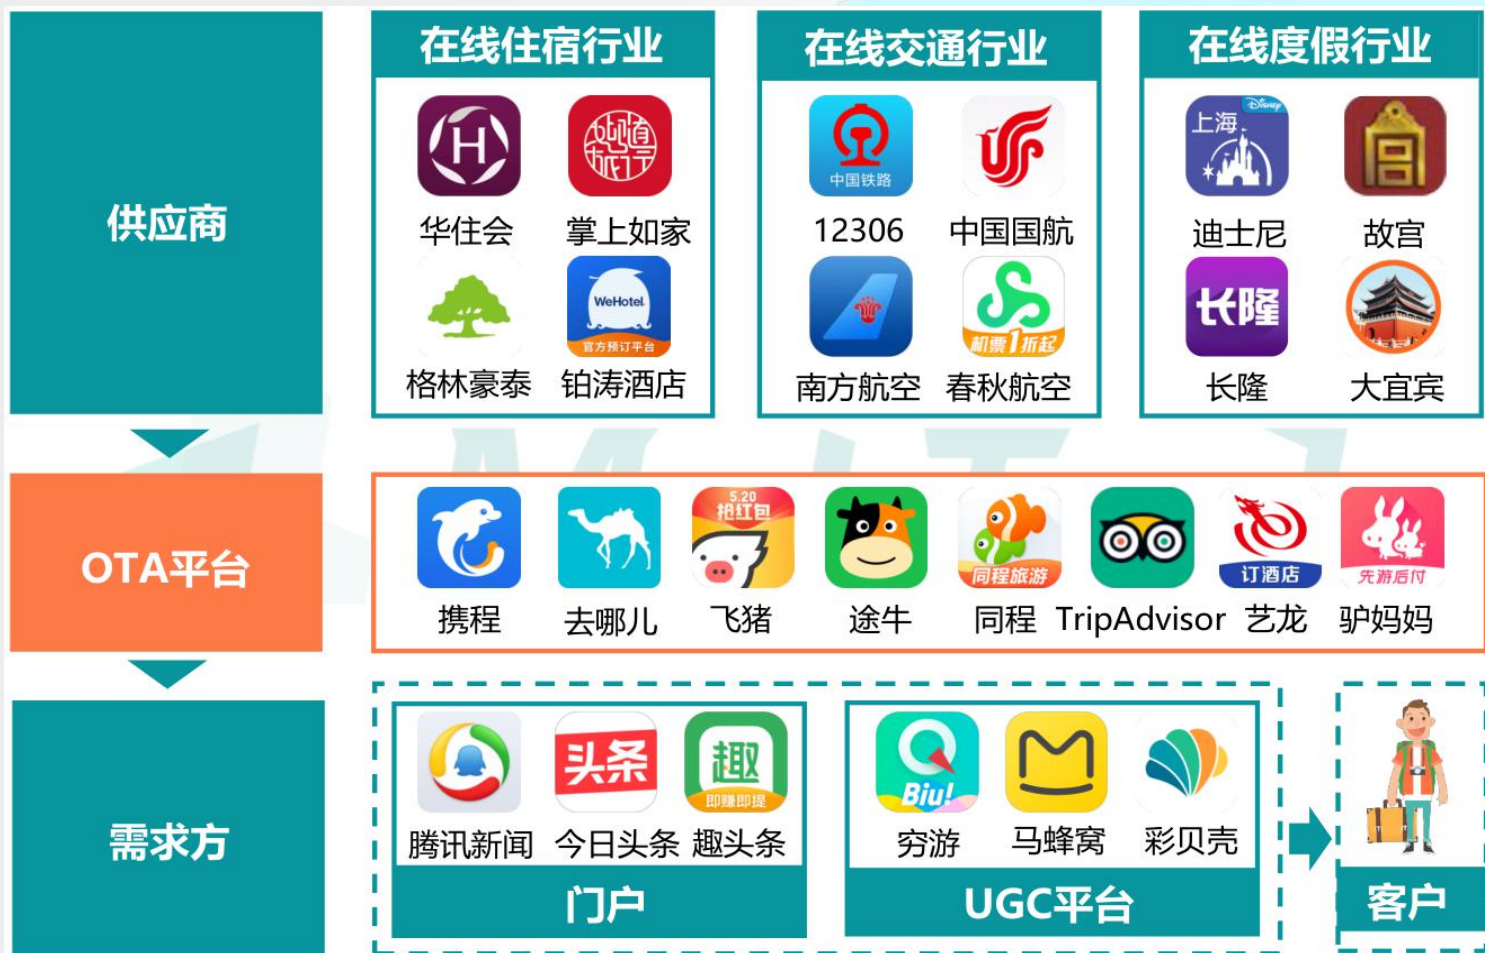 在线住宿行业
在线交通行业
在线度假行业
供应商
中国铁路
Disney
上海
华住会
掌上如家
12306
中国国航
迪士尼
故宫
WeHotel
官方预订平台
机票1折起
长隆
格林豪泰
铂涛酒店
南方航空
春秋航空
长隆
大宜宾
OTA平台
5.20
抢红包
同程旅游
订酒店
先游后付
携程
去哪儿
飞猪
途牛
同程
TripAdvisor
艺龙
驴妈妈
需求方
头条
趣
即赚即提
Biu!
腾讯新闻
今日头条
趣头条
穷游
马蜂窝
彩贝壳
门户
UGC平台
客户